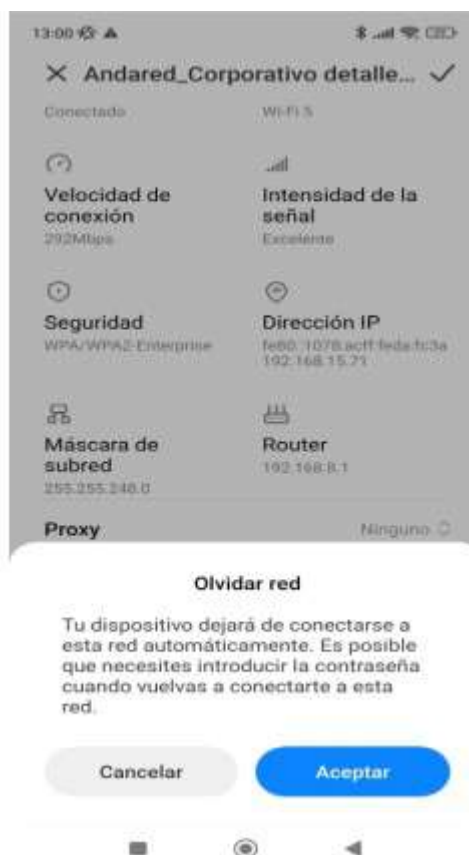 13:00
Andared_Corporativo detalle...
Conectado
Wi-Fi 5
Velocidad de
conexión
292Mbps
Intensidad de la
señal
Excelente
Seguridad
WPA/WPA2-Enterprise
Dirección IP
192.168.15.71
Máscara de
subred
255.255.248.0
Router
192.168.8.1
Proxy
Ninguno
Olvidar red
Tu dispositivo dejará de conectarse a
esta red automáticamente. Es posible
que necesites introducir la contraseña
cuando vuelvas a conectarte a esta
red.
Cancelar
Aceptar